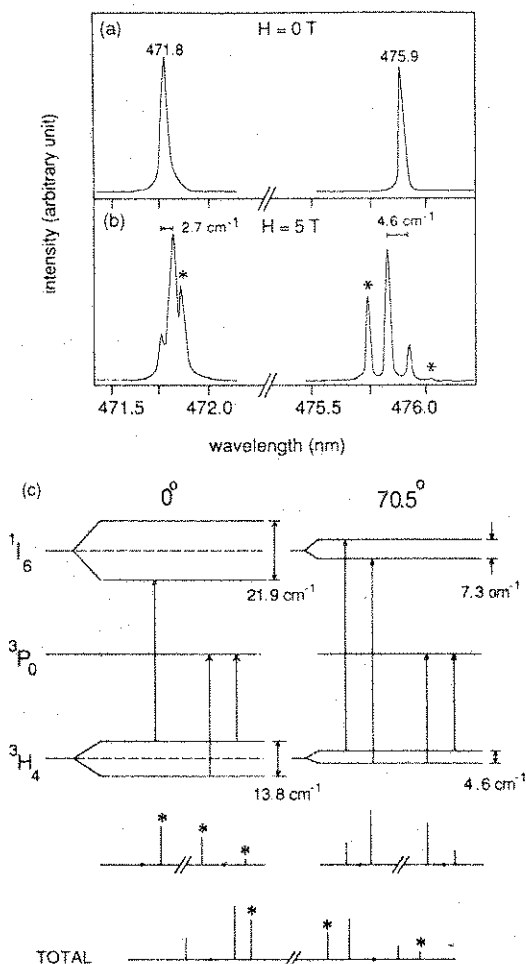 (a)
H = 0 T
471.8
475.9
intensity (arbitrary unit)
(b)
2.7 cm⁻¹
H = 5 T
4.6 cm⁻¹
*
*
*
471.5
472.0
475.5
476.0
wavelength (nm)
(c)
0°
70.5°
¹I₆
21.9 cm⁻¹
7.3 cm⁻¹
³P₀
³H₄
13.8 cm⁻¹
4.6 cm⁻¹
* * *
TOTAL
* * *